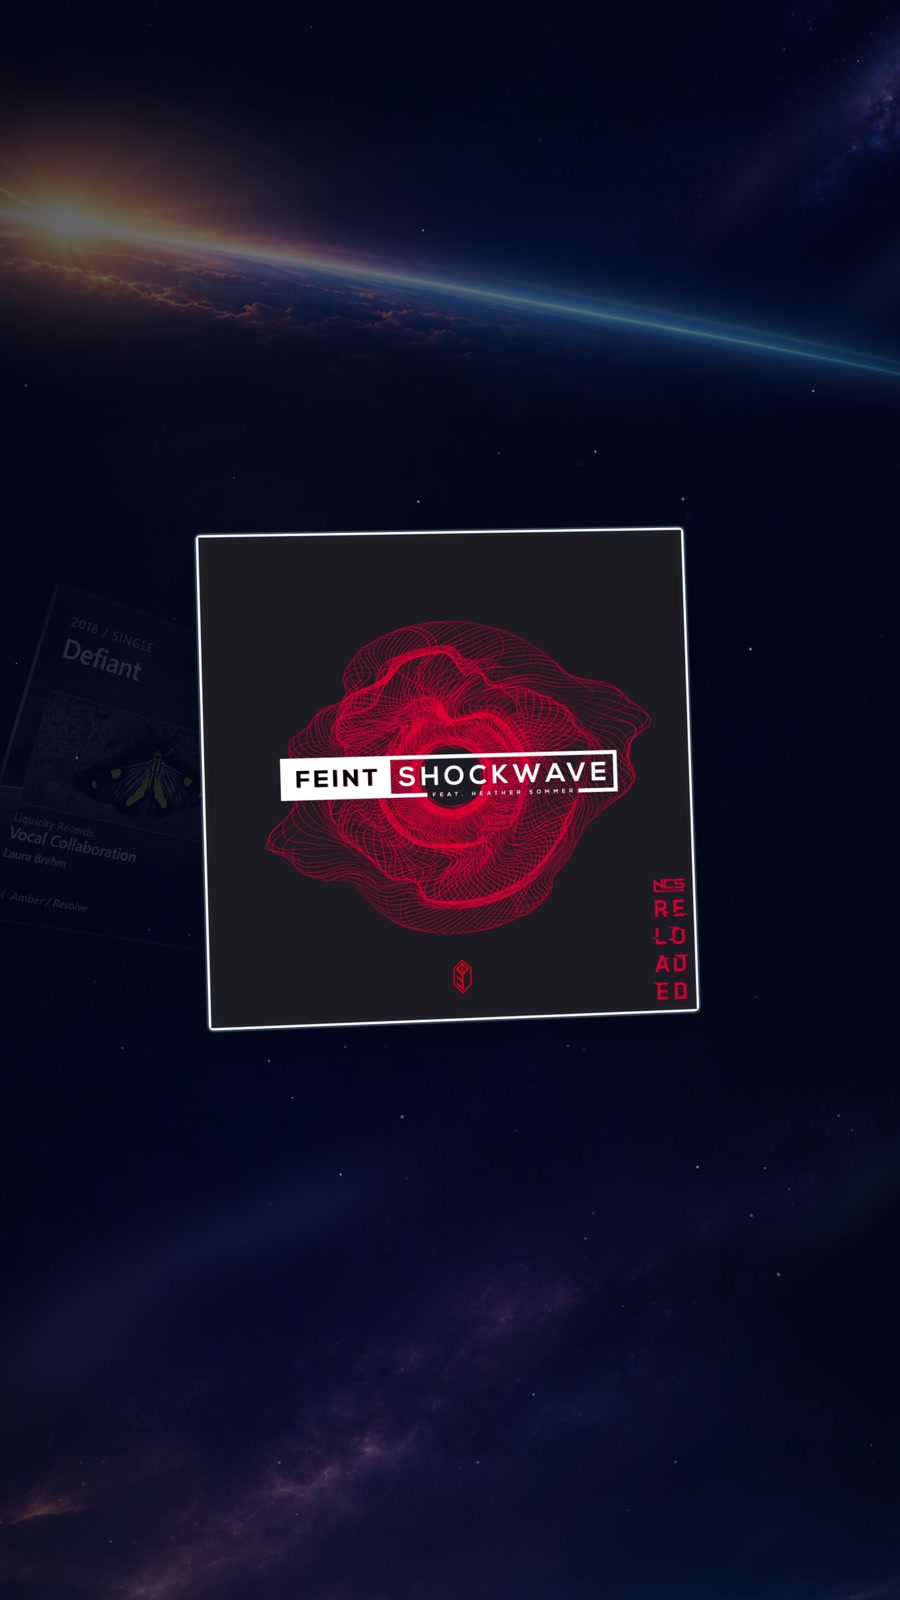 2018 / SINGLE
Defiant
Liquicity Records
Vocal Collaboration
Laura Brehm
Amber / Resolve
FEINT SHOCKWAVE
FEAT. HEATHER SOMMER
NCS
RE
LO
AD
ED